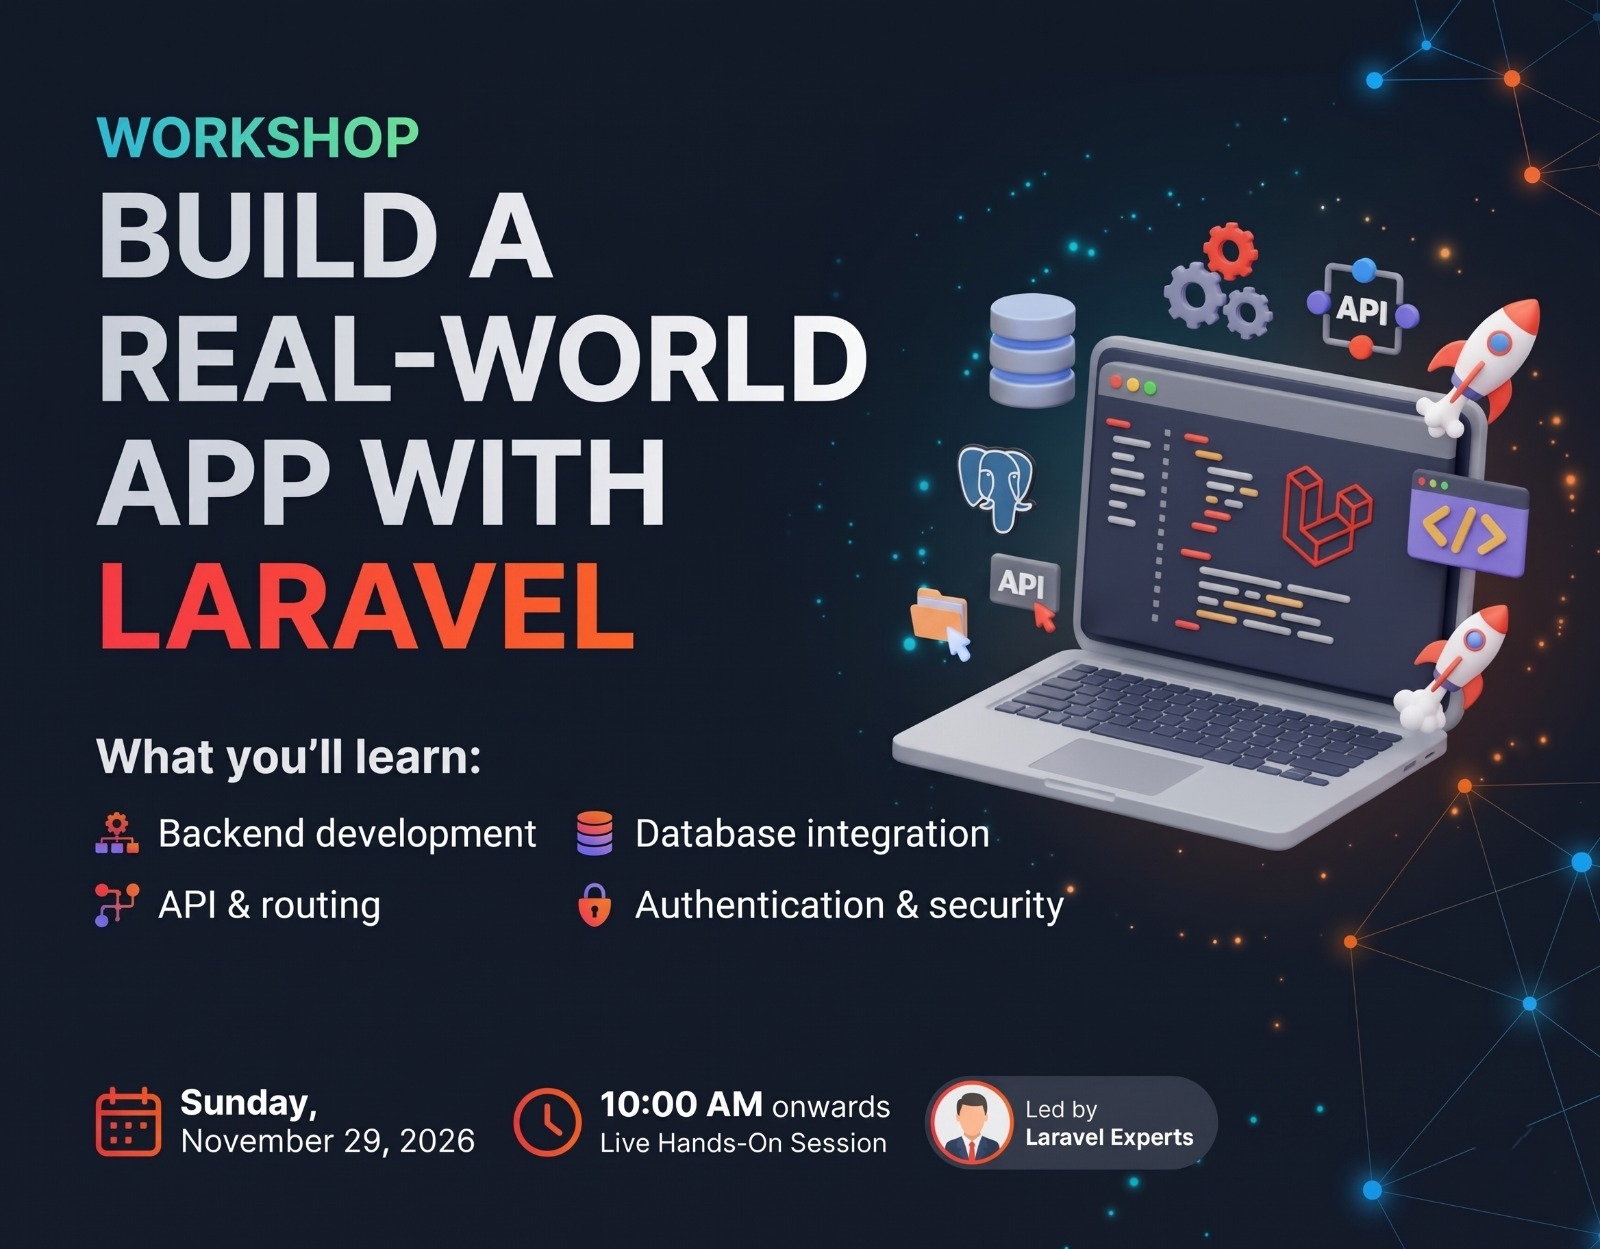 WORKSHOP
BUILD A
REAL-WORLD
APP WITH
LARAVEL
API
API
</>
What you’ll learn:
Backend development
Database integration
API & routing
Authentication & security
Sunday,
November 29, 2026
10:00 AM onwards
Live Hands-On Session
Led by
Laravel Experts